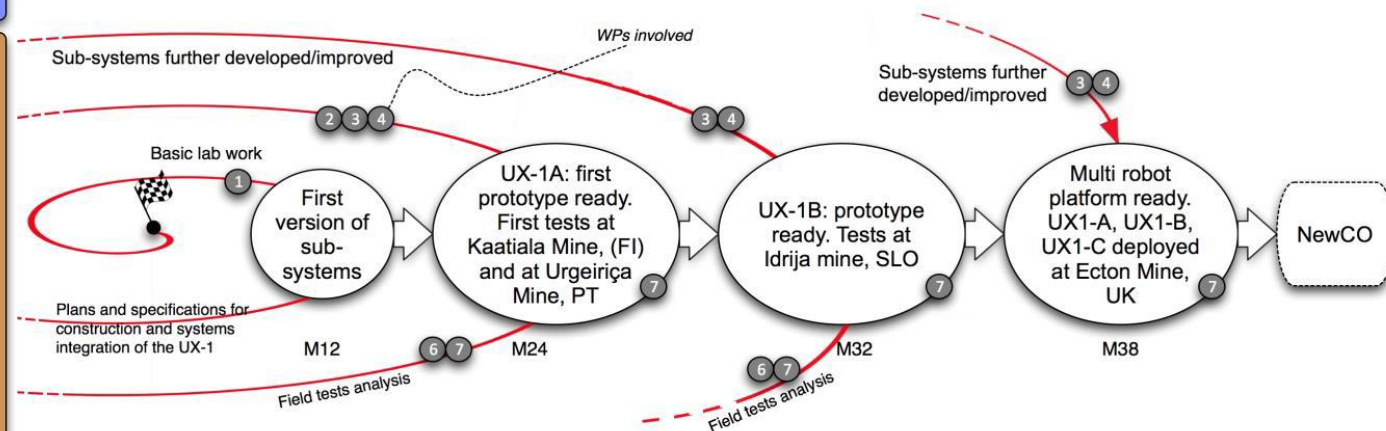 WPs involved
Sub-systems further developed/improved
Sub-systems further
developed/improved
3 4
2 3 4
3 4
Basic lab work
1
First
version of
sub-
systems
UX-1A: first
prototype ready.
First tests at
Kaatiala Mine, (FI)
and at Urgeiriça
Mine, PT
7
UX-1B: prototype
ready. Tests at
Idrija mine, SLO
7
Multi robot
platform ready.
UX1-A, UX1-B,
UX1-C deployed
at Ecton Mine,
UK
7
NewCO
Plans and specifications for
construction and systems
integration of the UX-1
M12
M24
M32
M38
6 7
Field tests analysis
6 7
Field tests analysis